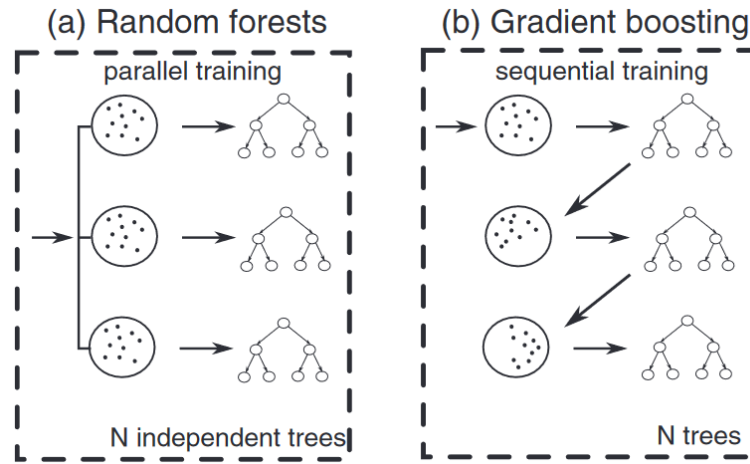 (a) Random forests
parallel training
N independent trees
(b) Gradient boosting
sequential training
N trees